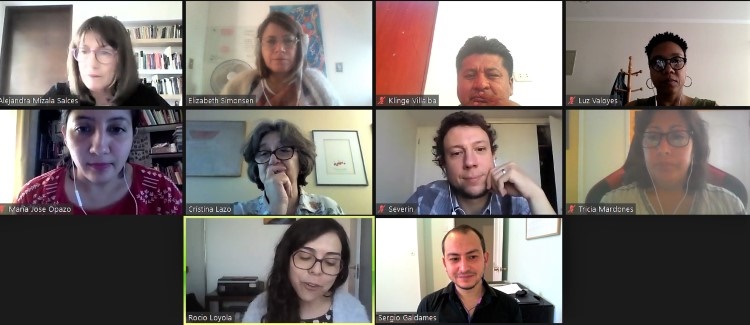 Alejandra Mizala Salces
Elizabeth Simonsen
Klinge Villalba
Luz Valoyes
Maria Jose Opazo
Cristina Lazo
Severin
Tricia Mardones
Rocio Loyola
Sergio Galdames